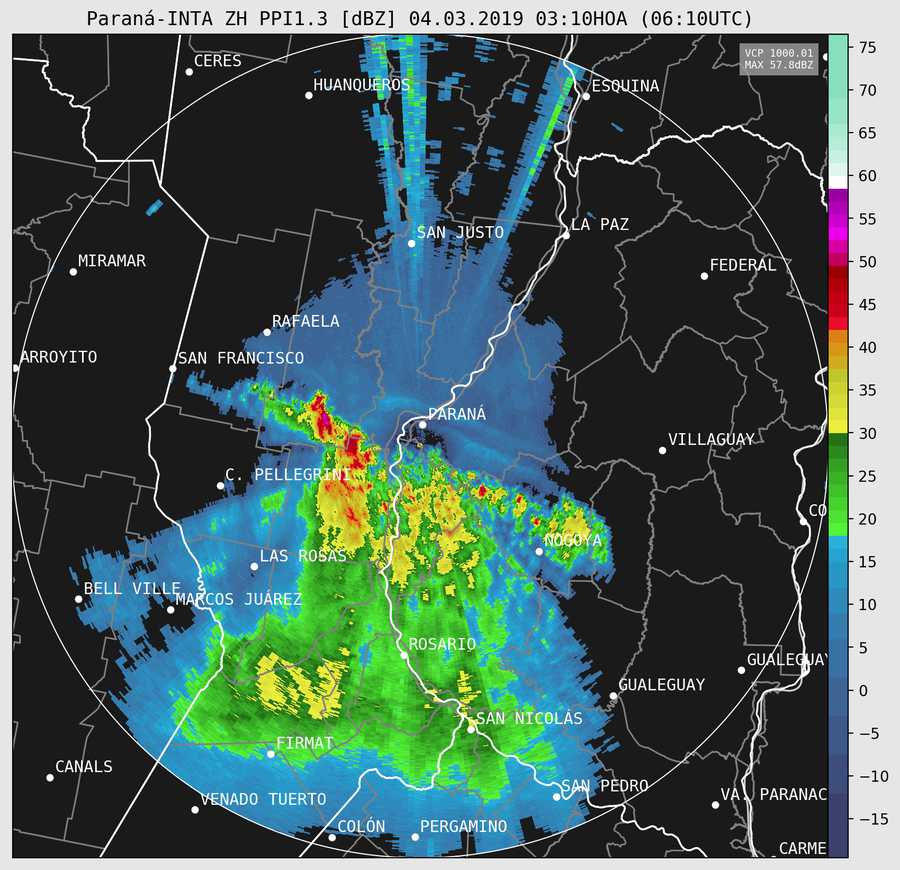 Paraná-INTA ZH PPI1.3 [dBZ] 04.03.2019 03:10HOA (06:10UTC)
VCP 1000.01
MAX 57.8dBZ
CERES
HUANQUEROS
ESQUINA
SAN JUSTO
LA PAZ
MIRAMAR
FEDERAL
RAFAELA
ARROYITO
SAN FRANCISCO
PARANÁ
VILLAGUAY
C. PELLEGRINI
CO
NOGOYA
LAS ROSAS
BELL VILLE
MARCOS JUÁREZ
ROSARIO
GUALEGUAY
GUALEGUAY
SAN NICOLÁS
FIRMAT
CANALS
SAN PEDRO
VENADO TUERTO
VA. PARANAC
COLÓN
PERGAMINO
CARME
75
70
65
60
55
50
45
40
35
30
25
20
15
10
5
0
−5
−10
−15